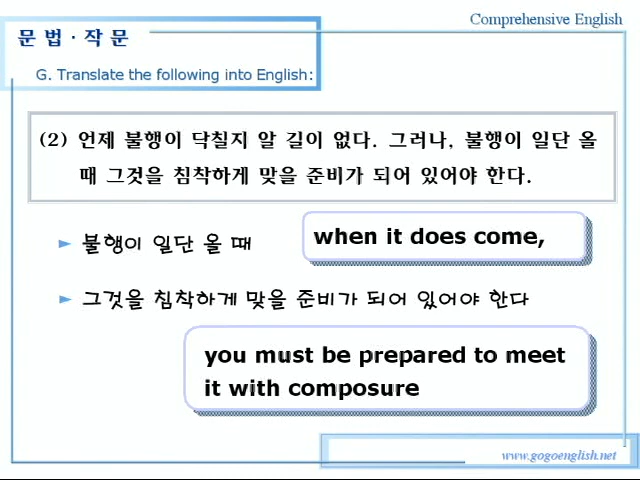 Comprehensive English
문 법 · 작 문
G. Translate the following into English:
(2) 언제 불행이 닥칠지 알 길이 없다. 그러나, 불행이 일단 올
때 그것을 침착하게 맞을 준비가 되어 있어야 한다.
► 불행이 일단 올 때
when it does come,
► 그것을 침착하게 맞을 준비가 되어 있어야 한다
you must be prepared to meet
it with composure
www.gogoenglish.net